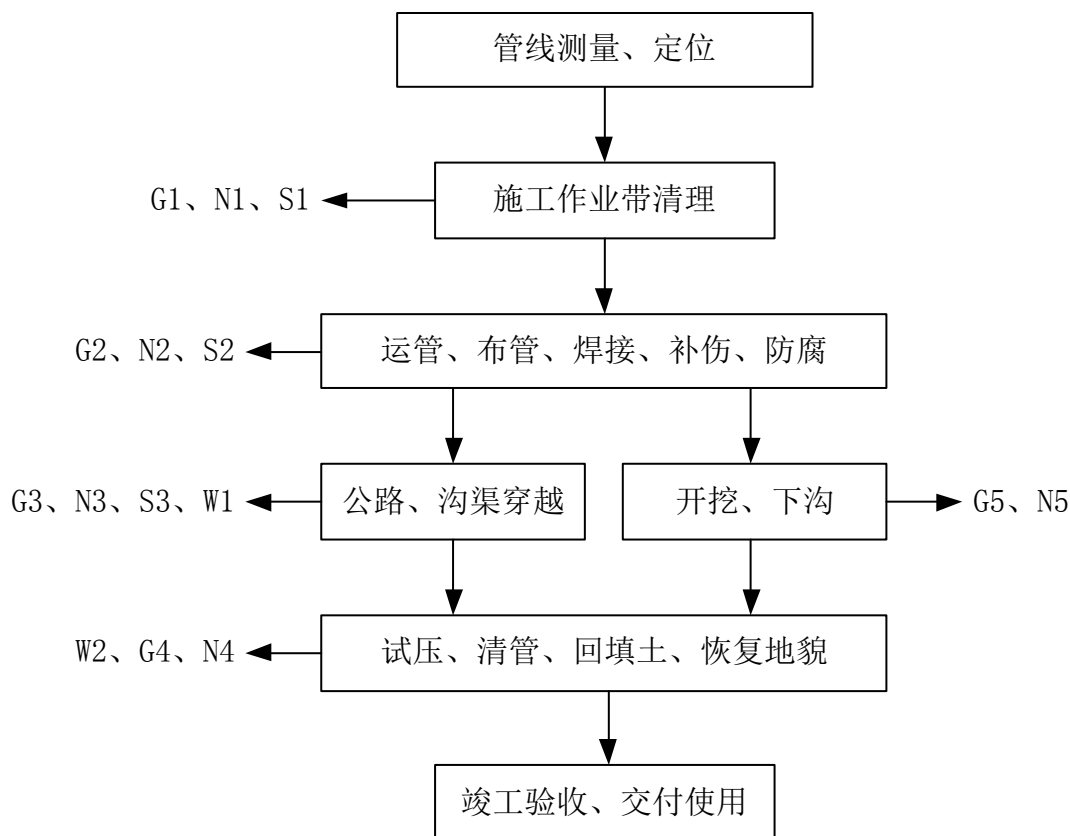 管线测量、定位
G1、N1、S1
施工作业带清理
G2、N2、S2
运管、布管、焊接、补伤、防腐
G3、N3、S3、W1
公路、沟渠穿越
开挖、下沟
G5、N5
W2、G4、N4
试压、清管、回填土、恢复地貌
竣工验收、交付使用